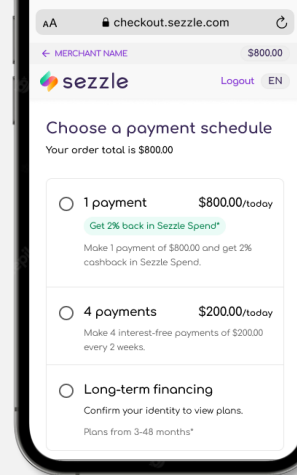 AA checkout.sezzle.com
← MERCHANT NAME $800.00
sezzle Logout EN
Choose a payment schedule
Your order total is $800.00
1 payment $800.00/today
Get 2% back in Sezzle Spend*
Make 1 payment of $800.00 and get 2%
cashback in Sezzle Spend.
4 payments $200.00/today
Make 4 interest-free payments of $200.00
every 2 weeks.
Long-term financing
Confirm your identity to view plans.
Plans from 3-48 months*